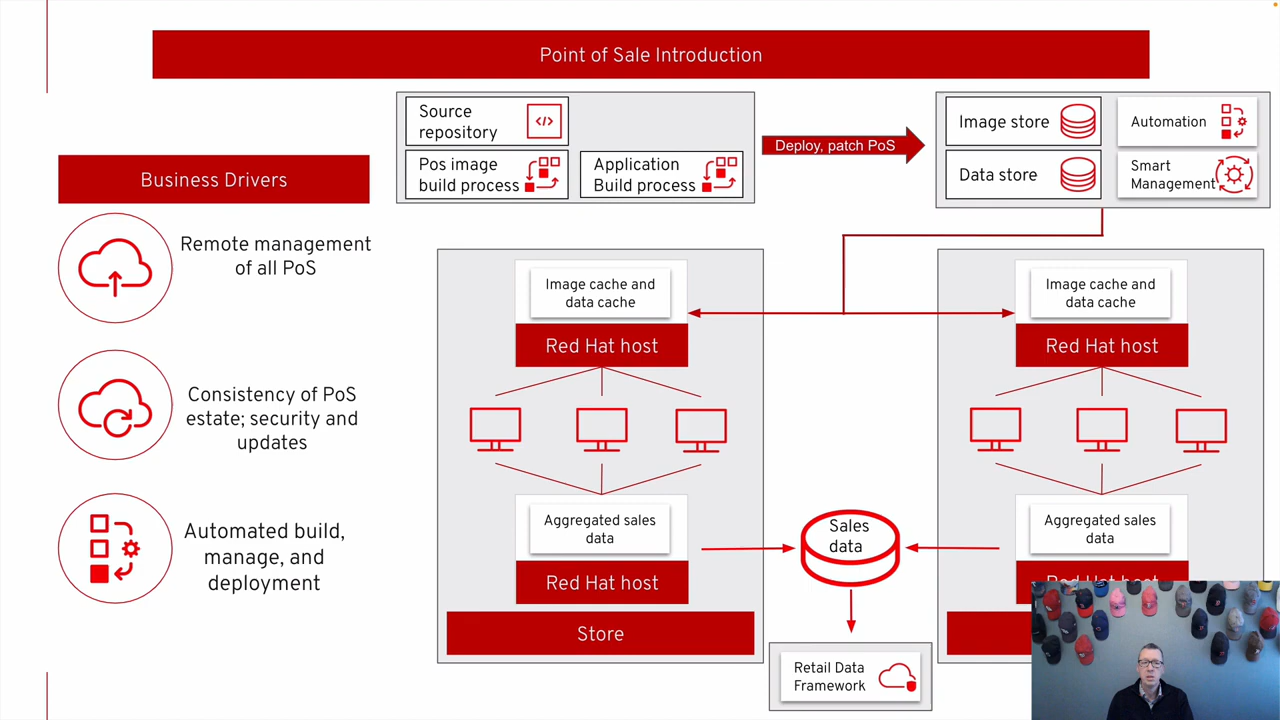 Point of Sale Introduction
Business Drivers
Remote management
of all PoS
Consistency of PoS
estate; security and
updates
Automated build,
manage, and
deployment
Source
repository
</>
Pos image
build process
Application
Build process
Deploy, patch PoS
Image store
Data store
Automation
Smart
Management
Image cache and
data cache
Red Hat host
Aggregated sales
data
Red Hat host
Store
Image cache and
data cache
Red Hat host
Aggregated sales
data
Red Hat host
Sales
data
Retail Data
Framework